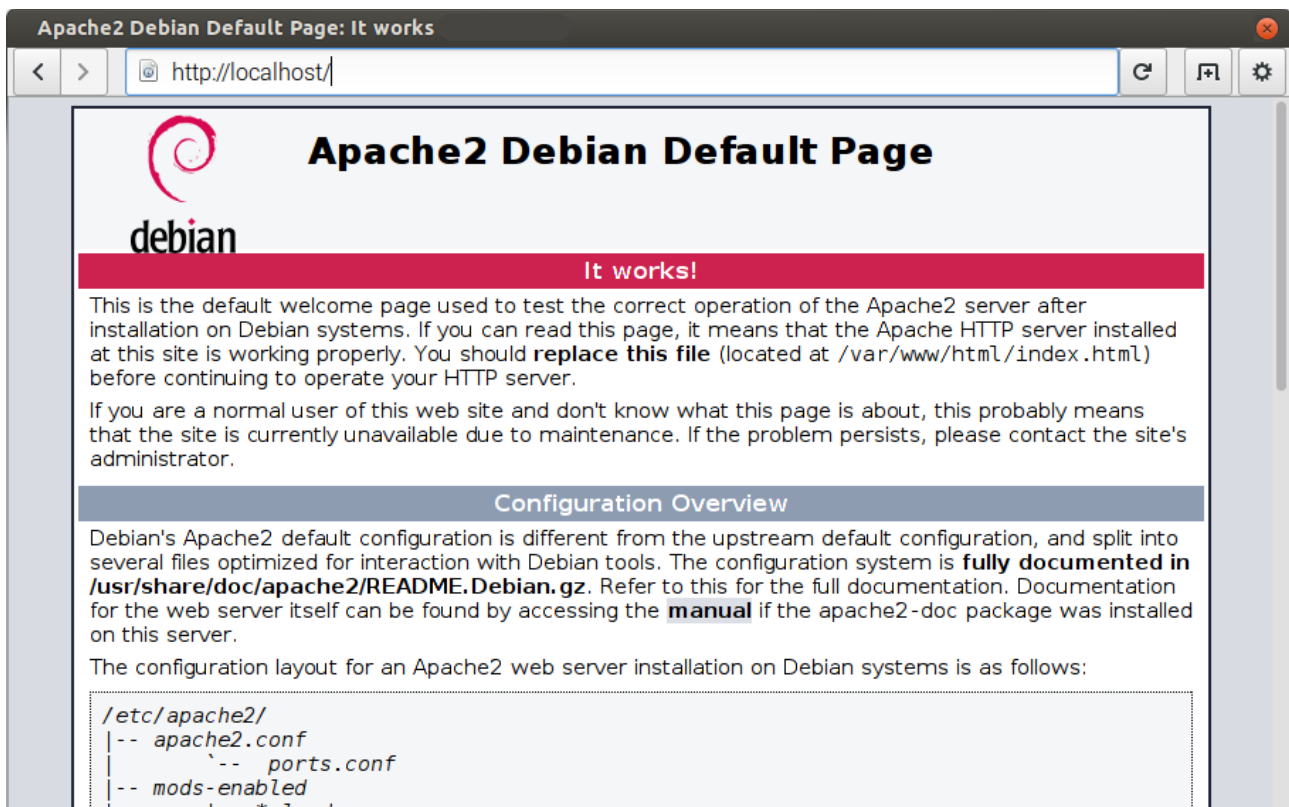 Apache2 Debian Default Page: It works
http://localhost/
debian
Apache2 Debian Default Page
It works!
This is the default welcome page used to test the correct operation of the Apache2 server after
installation on Debian systems. If you can read this page, it means that the Apache HTTP server installed
at this site is working properly. You should replace this file (located at /var/www/html/index.html)
before continuing to operate your HTTP server.
If you are a normal user of this web site and don't know what this page is about, this probably means
that the site is currently unavailable due to maintenance. If the problem persists, please contact the site's
administrator.
Configuration Overview
Debian's Apache2 default configuration is different from the upstream default configuration, and split into
several files optimized for interaction with Debian tools. The configuration system is fully documented in
/usr/share/doc/apache2/README.Debian.gz. Refer to this for the full documentation. Documentation
for the web server itself can be found by accessing the manual if the apache2-doc package was installed
on this server.
The configuration layout for an Apache2 web server installation on Debian systems is as follows:
/etc/apache2/
|-- apache2.conf
|       `--  ports.conf
|-- mods-enabled